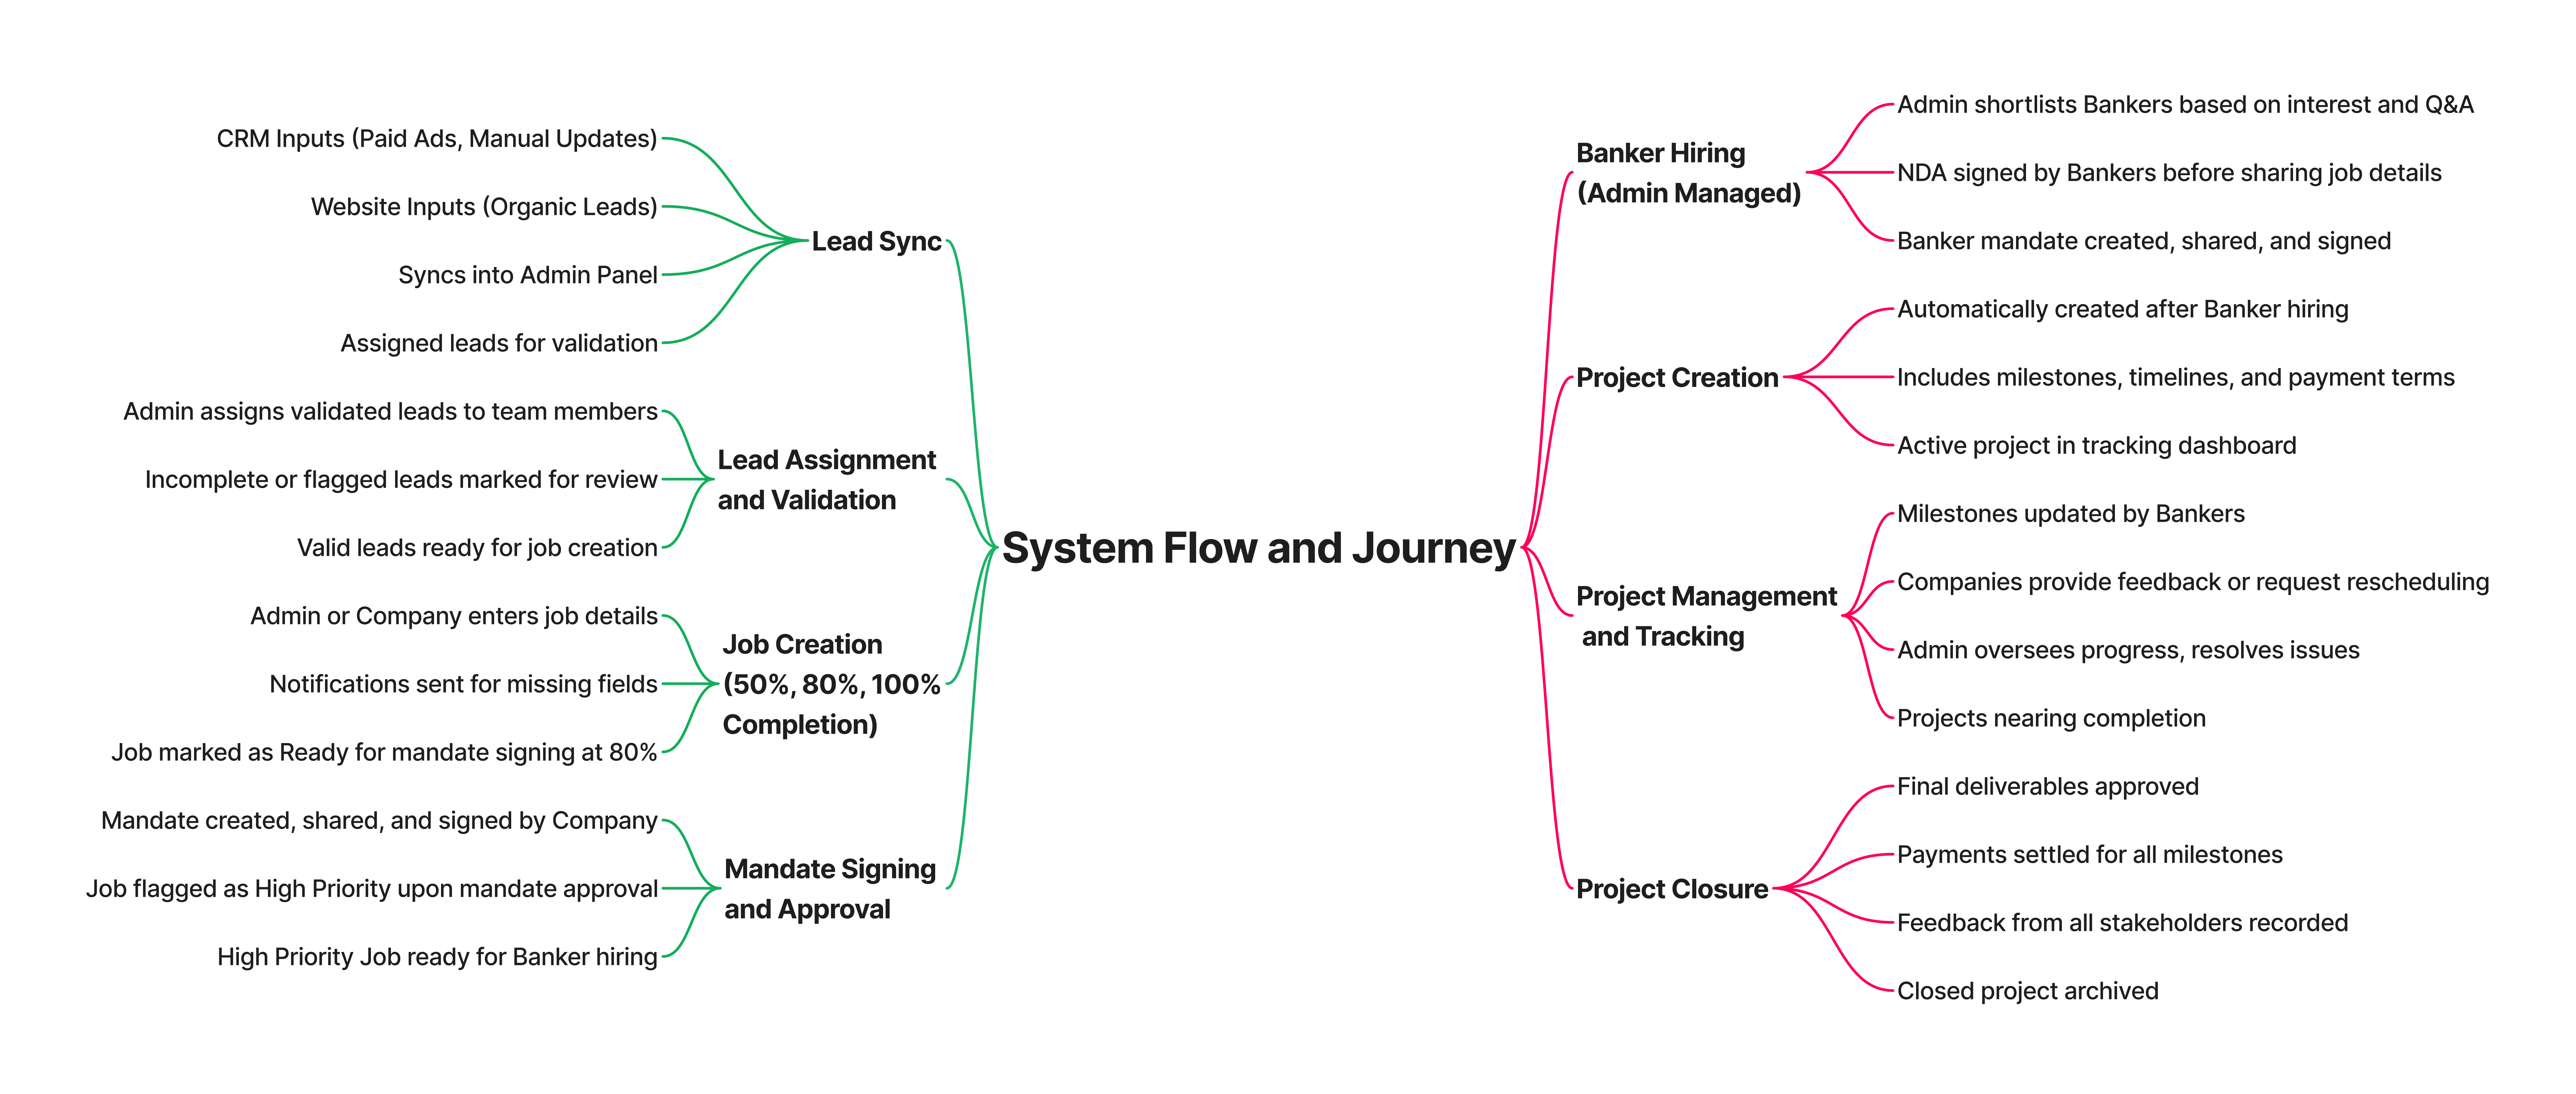 System Flow and Journey
Lead Sync
CRM Inputs (Paid Ads, Manual Updates)
Website Inputs (Organic Leads)
Syncs into Admin Panel
Assigned leads for validation
Lead Assignment
and Validation
Admin assigns validated leads to team members
Incomplete or flagged leads marked for review
Valid leads ready for job creation
Job Creation
(50%, 80%, 100%
Completion)
Admin or Company enters job details
Notifications sent for missing fields
Job marked as Ready for mandate signing at 80%
Mandate Signing
and Approval
Mandate created, shared, and signed by Company
Job flagged as High Priority upon mandate approval
High Priority Job ready for Banker hiring
Banker Hiring
(Admin Managed)
Admin shortlists Bankers based on interest and Q&A
NDA signed by Bankers before sharing job details
Banker mandate created, shared, and signed
Project Creation
Automatically created after Banker hiring
Includes milestones, timelines, and payment terms
Active project in tracking dashboard
Project Management
and Tracking
Milestones updated by Bankers
Companies provide feedback or request rescheduling
Admin oversees progress, resolves issues
Projects nearing completion
Project Closure
Final deliverables approved
Payments settled for all milestones
Feedback from all stakeholders recorded
Closed project archived